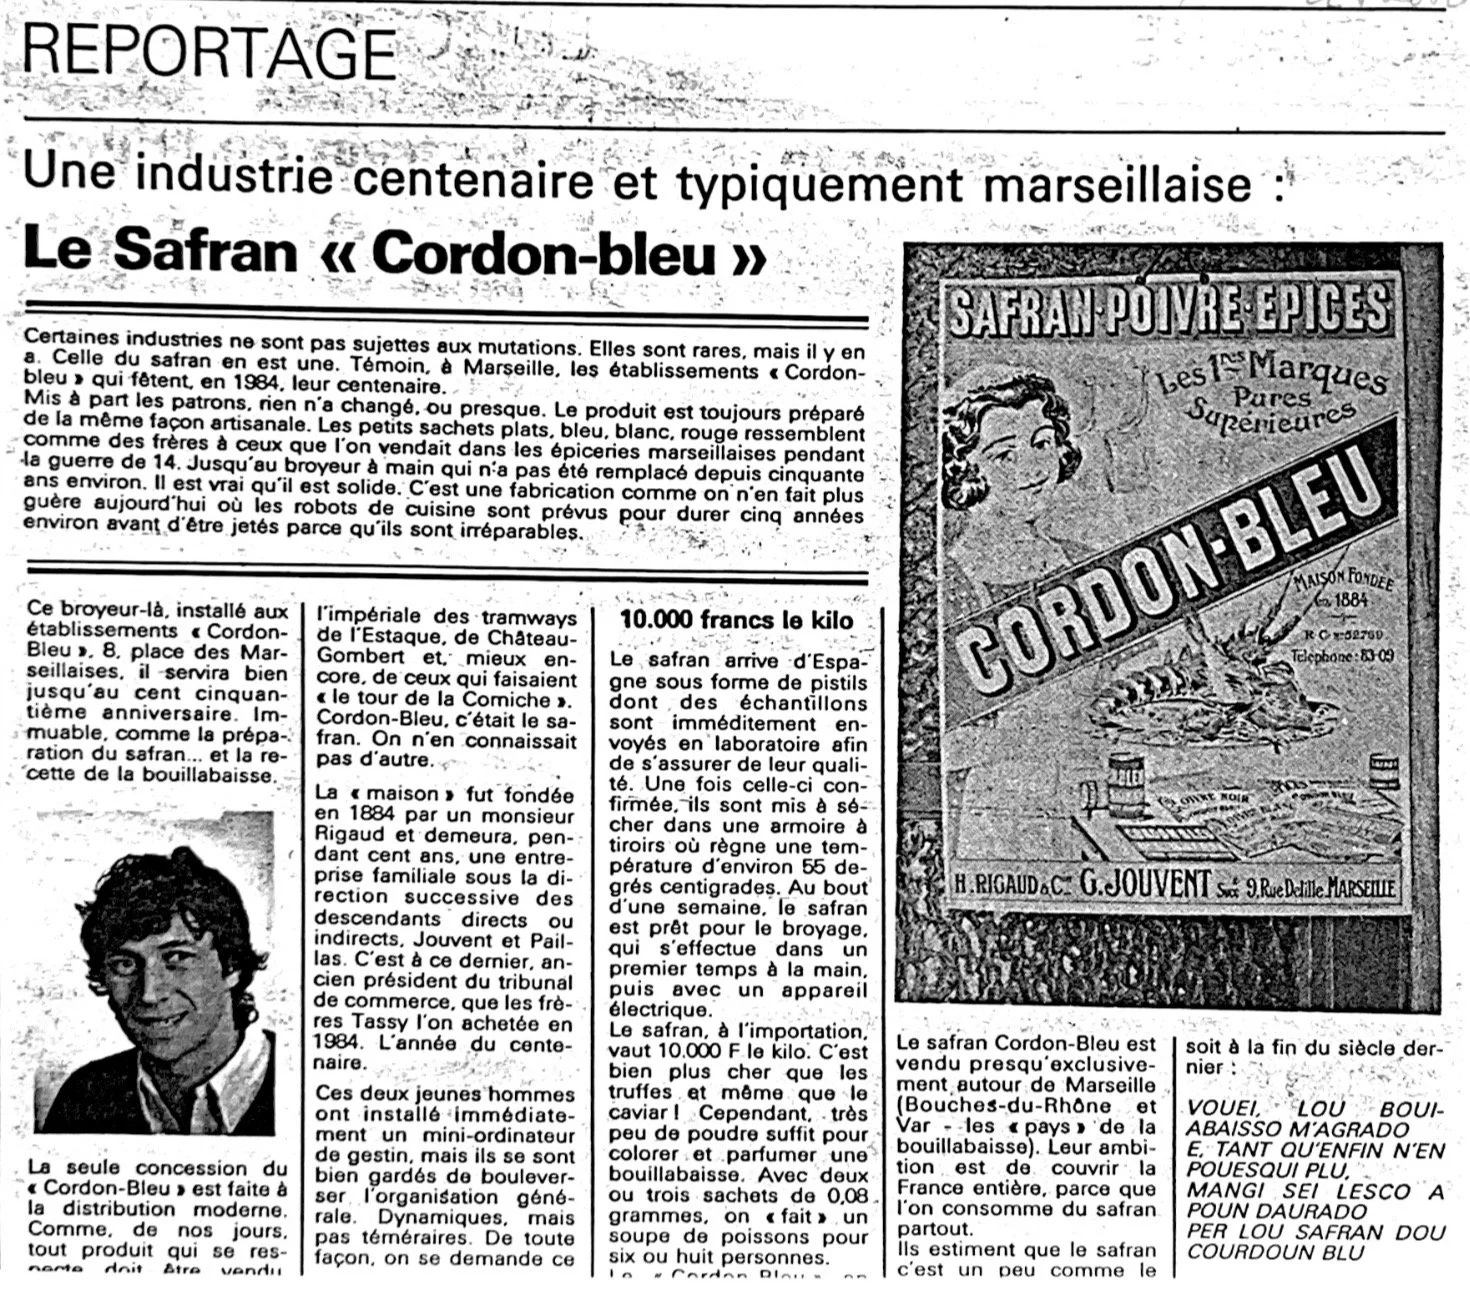 REPORTAGE
Une industrie centenaire et typiquement marseillaise :
Le Safran « Cordon-bleu »
Certaines industries ne sont pas sujettes aux mutations. Elles sont rares, mais il y en
a. Celle du safran en est une. Témoin, à Marseille, les établissements « Cordon-
bleu » qui fêtent, en 1984, leur centenaire.
Mis à part les patrons, rien n'a changé, ou presque. Le produit est toujours préparé
de la même façon artisanale. Les petits sachets plats, bleu, blanc, rouge ressemblent
comme des frères à ceux que l'on vendait dans les épiceries marseillaises pendant
la guerre de 14. Jusqu'au broyeur à main qui n'a pas été remplacé depuis cinquante
ans environ. Il est vrai qu'il est solide. C'est une fabrication comme on n'en fait plus
guère aujourd'hui où les robots de cuisine sont prévus pour durer cinq années
environ avant d'être jetés parce qu'ils sont irréparables.
Ce broyeur-là, installé aux
établissements « Cordon-
Bleu », 8, place des Mar-
seillaises, il servira bien
jusqu'au cent cinquan-
tième anniversaire. Im-
muable, comme la prépa-
ration du safran... et la re-
cette de la bouillabaisse.
La seule concession du
« Cordon-Bleu » est faite à
la distribution moderne.
Comme, de nos jours,
tout produit qui se res-
pecte doit être vendu
l'impériale des tramways
de l'Estaque, de Château-
Gombert et, mieux en-
core, de ceux qui faisaient
« le tour de la Corniche ».
Cordon-Bleu, c'était le sa-
fran. On n'en connaissait
pas d'autre.
La « maison » fut fondée
en 1884 par un monsieur
Rigaud et demeura, pen-
dant cent ans, une entre-
prise familiale sous la di-
rection successive des
descendants directs ou
indirects, Jouvent et Pail-
las. C'est à ce dernier, an-
cien président du tribunal
de commerce, que les frè-
res Tassy l'on achetée en
1984. L'année du cente-
naire.
Ces deux jeunes hommes
ont installé immédiate-
ment un mini-ordinateur
de gestin, mais ils se sont
bien gardés de boulever-
ser l'organisation géné-
rale. Dynamiques, mais
pas téméraires. De toute
façon, on se demande ce
10.000 francs le kilo
Le safran arrive d'Espa-
gne sous forme de pistils
dont des échantillons
sont imméditement en-
voyés en laboratoire afin
de s'assurer de leur quali-
té. Une fois celle-ci con-
firmée, ils sont mis à sé-
cher dans une armoire à
tiroirs où règne une tem-
pérature d'environ 55 de-
grés centigrades. Au bout
d'une semaine, le safran
est prêt pour le broyage,
qui s'effectue dans un
premier temps à la main,
puis avec un appareil
électrique.
Le safran, à l'importation,
vaut 10.000 F le kilo. C'est
bien plus cher que les
truffes et même que le
caviar ! Cependant, très
peu de poudre suffit pour
colorer et parfumer une
bouillabaisse. Avec deux
ou trois sachets de 0,08
grammes, on « fait » un
soupe de poissons pour
six ou huit personnes.
Le « Cordon Bleu » en
SAFRAN·POIVRE·EPICES
Les 1res Marques
Pures
Supérieures
CORDON-BLEU
MAISON FONDÉE
En 1884
R C n° 52760
Téléphone : 83-09
POIVRE NOIR
H. RIGAUD & Cie G. JOUVENT Sucr 9, Rue Delille, MARSEILLE
Le safran Cordon-Bleu est
vendu presqu'exclusive-
ment autour de Marseille
(Bouches-du-Rhône et
Var - les « pays » de la
bouillabaisse). Leur ambi-
tion est de couvrir la
France entière, parce que
l'on consomme du safran
partout.
Ils estiment que le safran
c'est un peu comme le
soit à la fin du siècle der-
nier :
VOUEI, LOU BOUI-
ABAISSO M'AGRADO
E, TANT QU'ENFIN N'EN
POUESQUI PLU,
MANGI SEI LESCO A
POUN DAURADO
PER LOU SAFRAN DOU
COURDOUN BLU